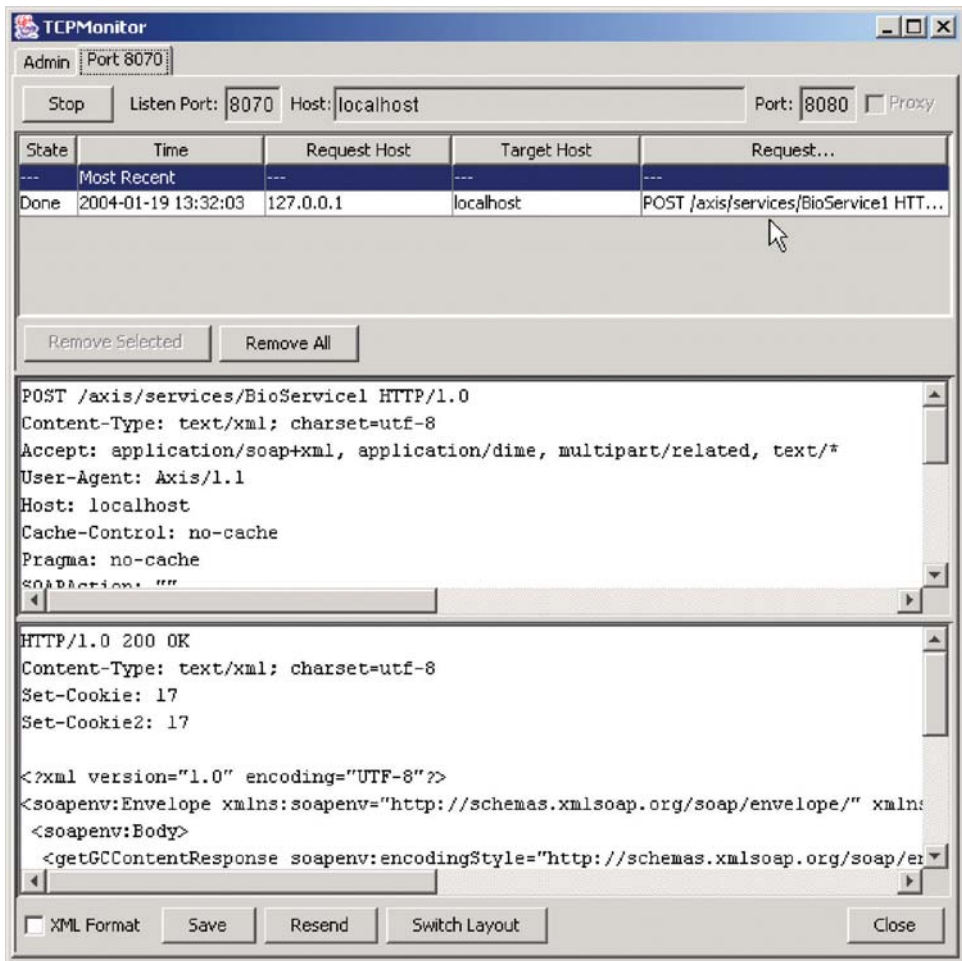 TCPMonitor
Admin Port 8070
Stop Listen Port: 8070 Host: localhost Port: 8080 Proxy
State Time Request Host Target Host Request...
--- Most Recent --- --- ---
Done 2004-01-19 13:32:03 127.0.0.1 localhost POST /axis/services/BioService1 HTT...
Remove Selected Remove All
POST /axis/services/BioService1 HTTP/1.0
Content-Type: text/xml; charset=utf-8
Accept: application/soap+xml, application/dime, multipart/related, text/*
User-Agent: Axis/1.1
Host: localhost
Cache-Control: no-cache
Pragma: no-cache
SOAPAction: ""
HTTP/1.0 200 OK
Content-Type: text/xml; charset=utf-8
Set-Cookie: 17
Set-Cookie2: 17
<?xml version="1.0" encoding="UTF-8"?>
<soapenv:Envelope xmlns:soapenv="http://schemas.xmlsoap.org/soap/envelope/" xmlns
<soapenv:Body>
<getGCContentResponse soapenv:encodingStyle="http://schemas.xmlsoap.org/soap/en
XML Format Save Resend Switch Layout Close